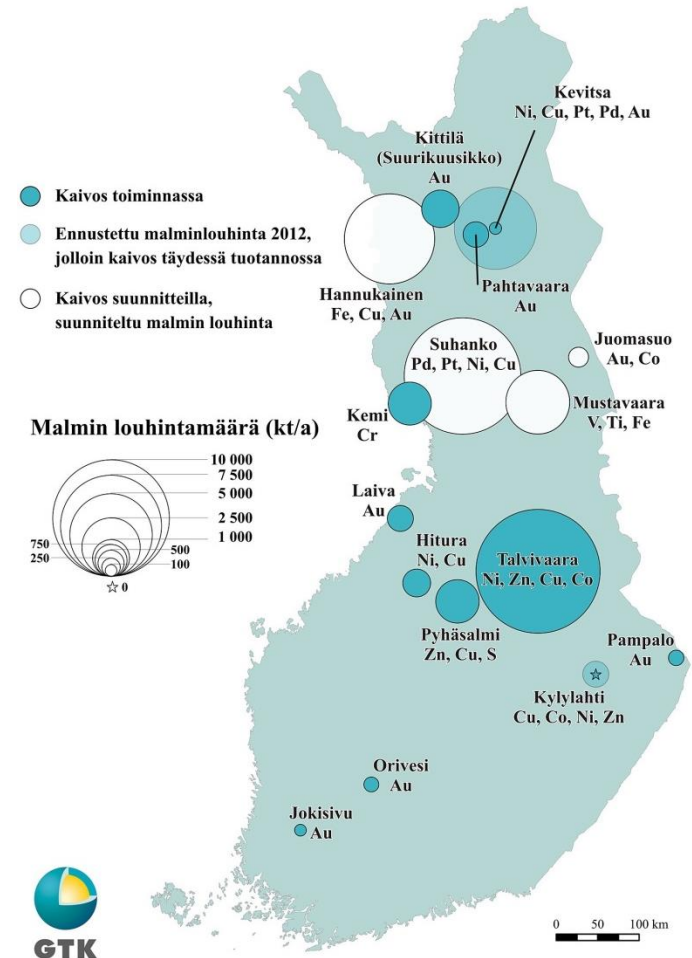 Kevitsa
Ni, Cu, Pt, Pd, Au
Kittilä
(Suurikuusikko)
Au
Kaivos toiminnassa
Ennustettu malminlouhinta 2012,
jolloin kaivos täydessä tuotannossa
Kaivos suunnitteilla,
suunniteltu malmin louhinta
Hannukainen
Fe, Cu, Au
Pahtavaara
Au
Suhanko
Pd, Pt, Ni, Cu
Juomasuo
Au, Co
Mustavaara
V, Ti, Fe
Kemi
Cr
Malmin louhintamäärä (kt/a)
10 000
7 500
5 000
2 500
1 000
750
500
250
100
0
Laiva
Au
Hitura
Ni, Cu
Talvivaara
Ni, Zn, Cu, Co
Pyhäsalmi
Zn, Cu, S
Pampalo
Au
Kylylahti
Cu, Co, Ni, Zn
Orivesi
Au
Jokisivu
Au
GTK
0 50 100 km